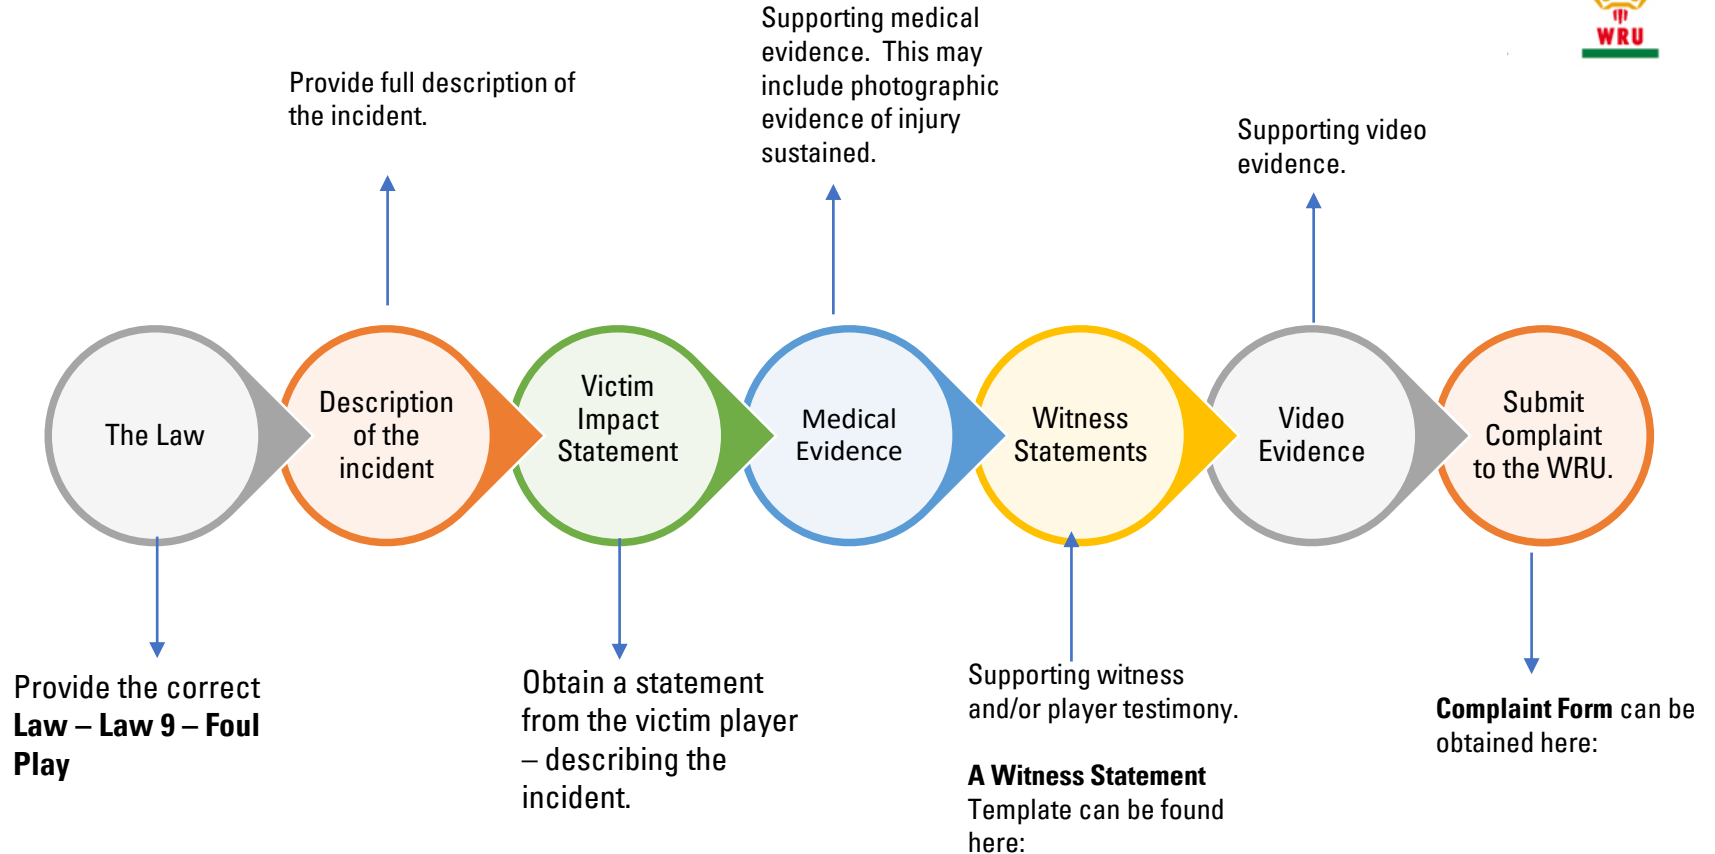 Supporting medical
evidence. This may
include photographic
evidence of injury
sustained.
WRU
Provide full description of
the incident.
Supporting video
evidence.
The Law
Description
of the
incident
Victim
Impact
Statement
Medical
Evidence
Witness
Statements
Video
Evidence
Submit
Complaint
to the WRU.
Provide the correct
Law – Law 9 – Foul
Play
Obtain a statement
from the victim player
– describing the
incident.
Supporting witness
and/or player testimony.
A Witness Statement
Template can be found
here:
Complaint Form can be
obtained here: